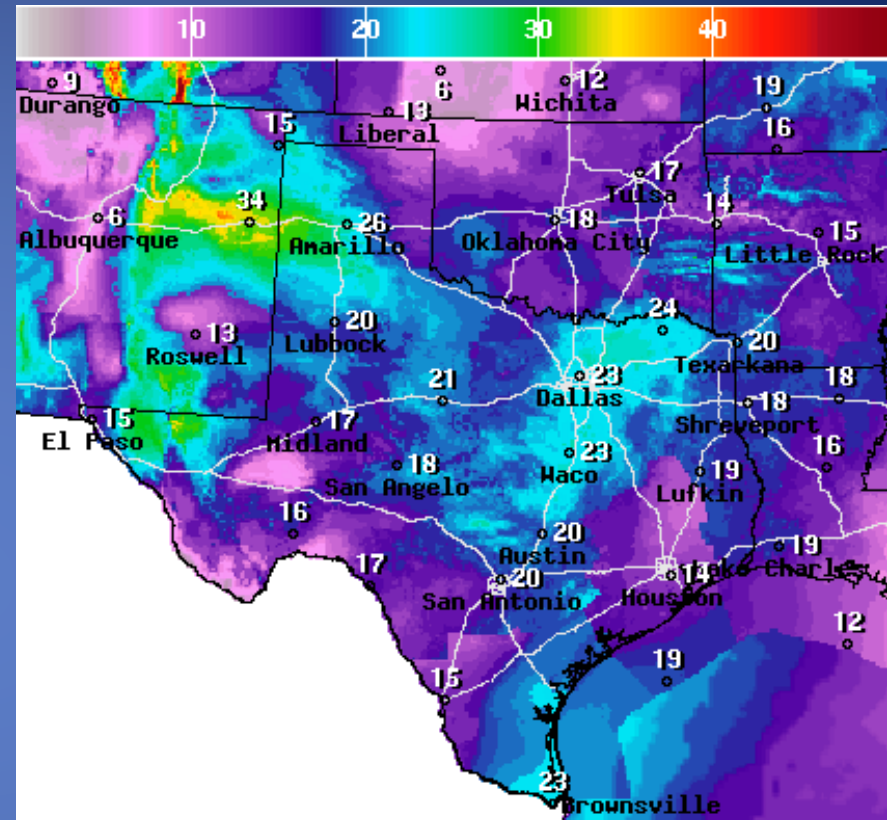 10 20 30 40
9 6 12 19
Durango Wichita
13
Liberal
15 16
17
Tulsa
6 34 26 18 14 15
Albuquerque Amarillo Oklahoma City Little Rock
13 20 24 20
Roswell Lubbock Texarkana
21 23 18 18
Dallas
15 17 Shreveport
El Paso Midland
18 23 19 16
San Angelo Waco Lufkin
16 20 19
Austin Lake Charles
17 20 14
San Antonio Houston
12
15 19
23
Brownsville